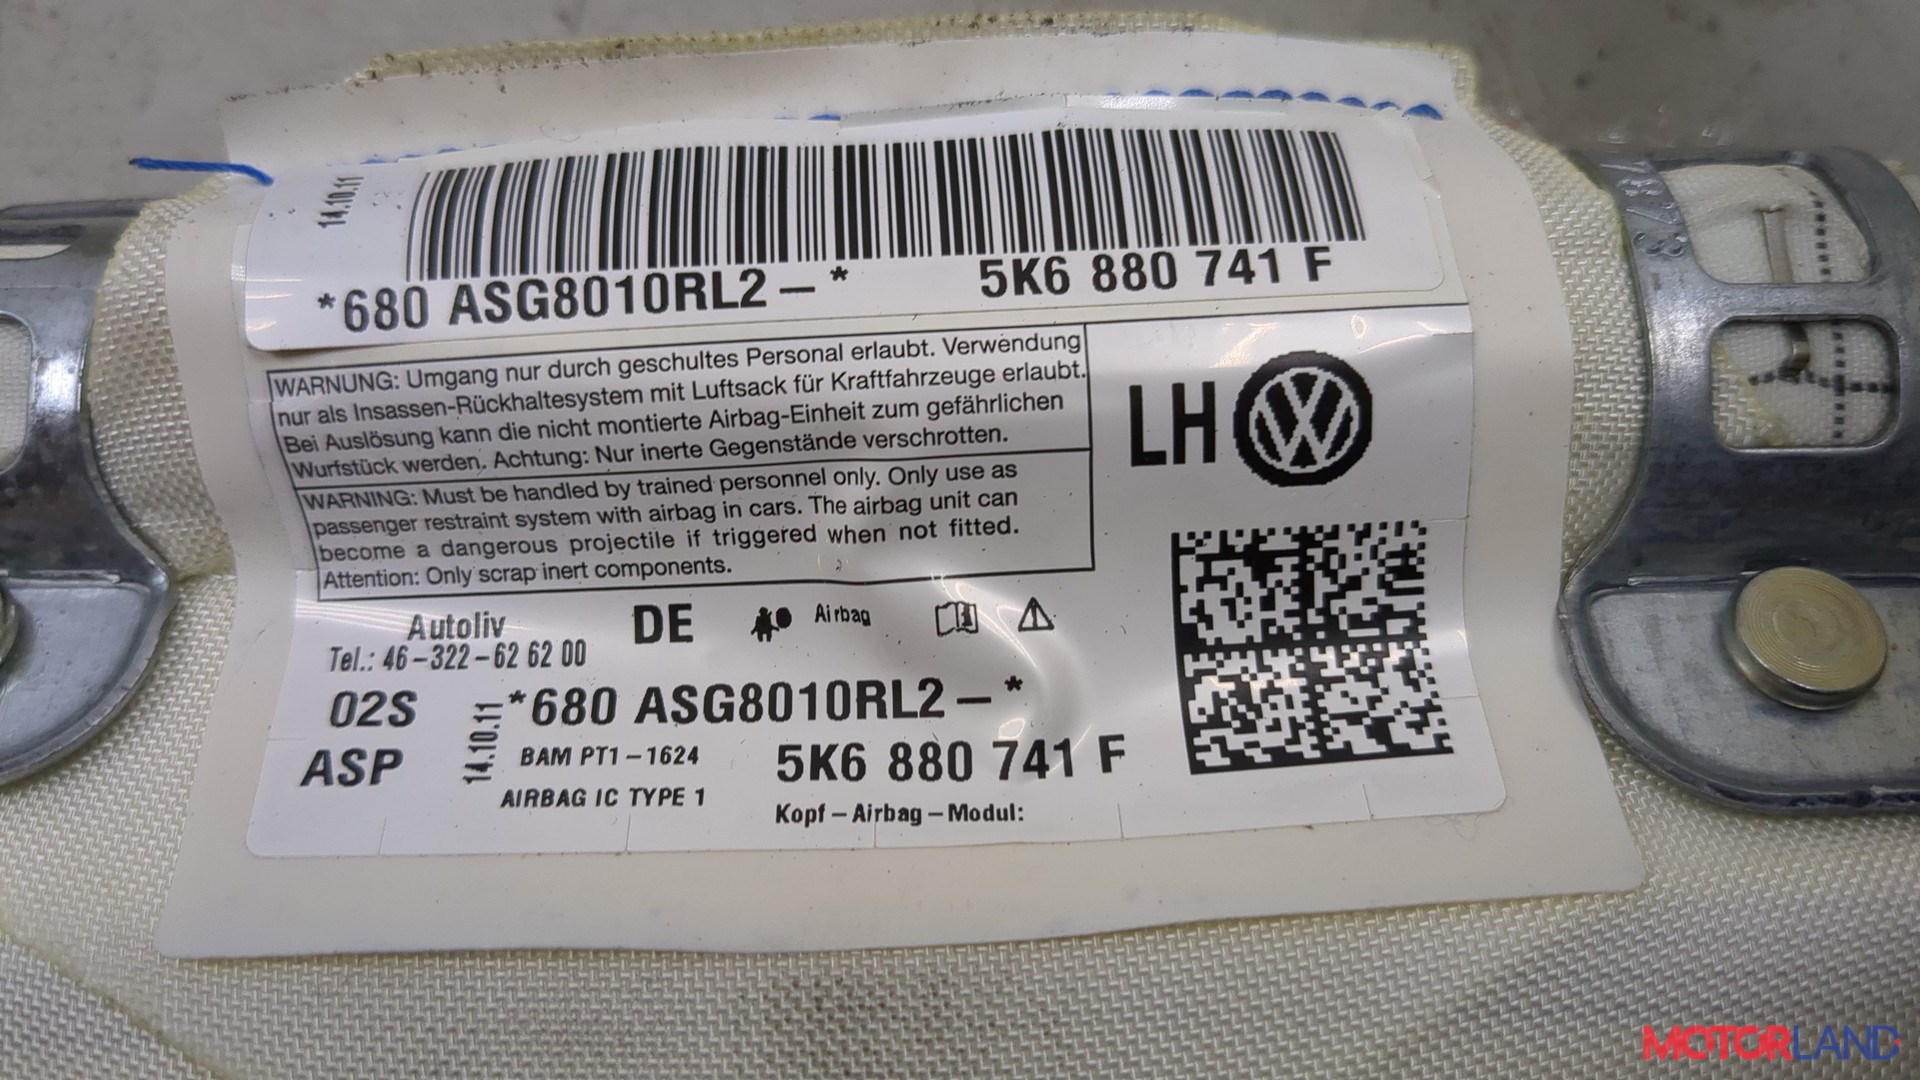 14.10.11
*680 ASG8010RL2-* 5K6 880 741 F
WARNUNG: Umgang nur durch geschultes Personal erlaubt. Verwendung
nur als Insassen-Rückhaltesystem mit Luftsack für Kraftfahrzeuge erlaubt.
Bei Auslösung kann die nicht montierte Airbag-Einheit zum gefährlichen
Wurfstück werden. Achtung: Nur inerte Gegenstände verschrotten.
WARNING: Must be handled by trained personnel only. Only use as
passenger restraint system with airbag in cars. The airbag unit can
become a dangerous projectile if triggered when not fitted.
Attention: Only scrap inert components.
LH
Autoliv DE Airbag
Tel.: 46-322-62 62 00
02S 14.10.11 *680 ASG8010RL2-*
ASP BAM PT1-1624 5K6 880 741 F
AIRBAG IC TYPE 1 Kopf-Airbag-Modul:
MOTORLAND